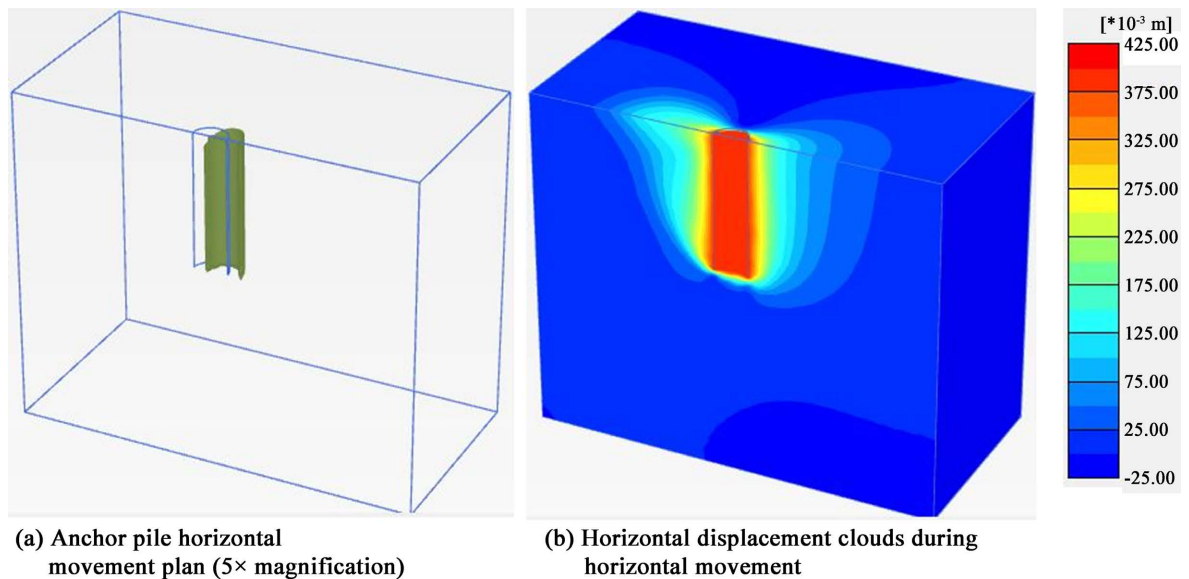 [*10⁻³ m]
425.00
375.00
325.00
275.00
225.00
175.00
125.00
75.00
25.00
-25.00
(a) Anchor pile horizontal
movement plan (5× magnification)
(b) Horizontal displacement clouds during
horizontal movement